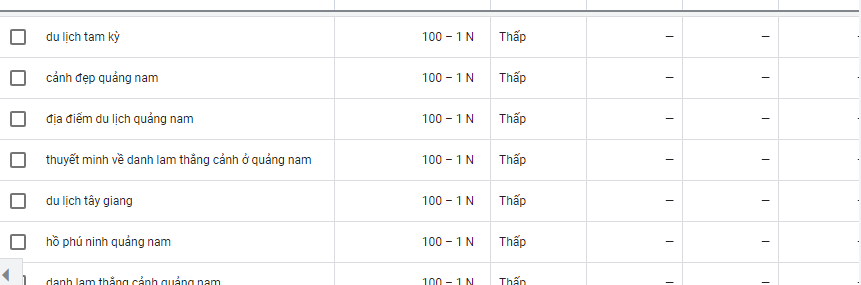 du lịch tam kỳ 100 – 1 N Thấp – –
cảnh đẹp quảng nam 100 – 1 N Thấp – –
địa điểm du lịch quảng nam 100 – 1 N Thấp – –
thuyết minh về danh lam thắng cảnh ở quảng nam 100 – 1 N Thấp – –
du lịch tây giang 100 – 1 N Thấp – –
hồ phú ninh quảng nam 100 – 1 N Thấp – –
danh lam thắng cảnh quảng nam 100 – 1 N Thấp – –